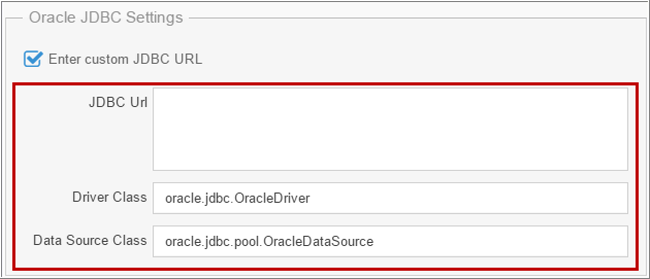 Oracle JDBC Settings
Enter custom JDBC URL
JDBC Url
Driver Class oracle.jdbc.OracleDriver
Data Source Class oracle.jdbc.pool.OracleDataSource